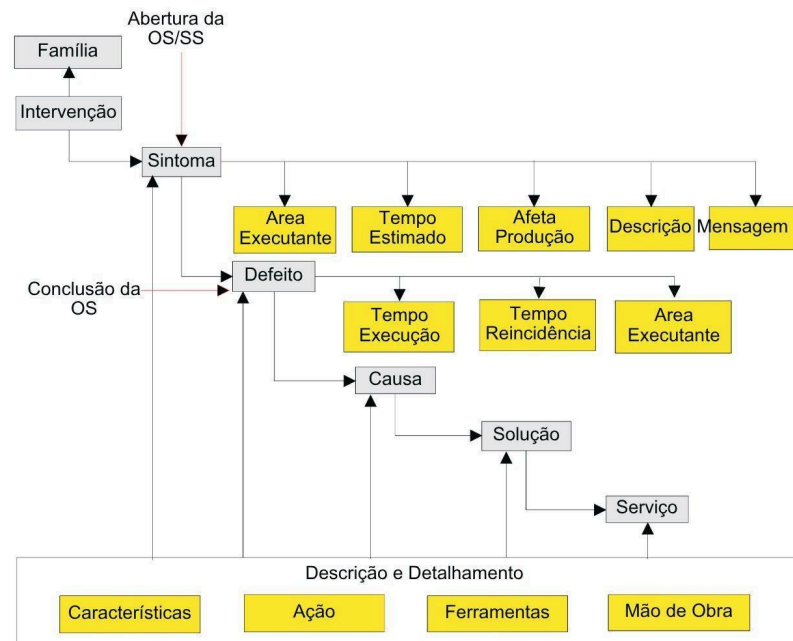 Abertura da
OS/SS
Família
Intervenção
Sintoma
Area
Executante
Tempo
Estimado
Afeta
Produção
Descrição
Mensagem
Conclusão da
OS
Defeito
Tempo
Execução
Tempo
Reincidência
Area
Executante
Causa
Solução
Serviço
Descrição e Detalhamento
Característificas
Ação
Ferramentas
Mão de Obra